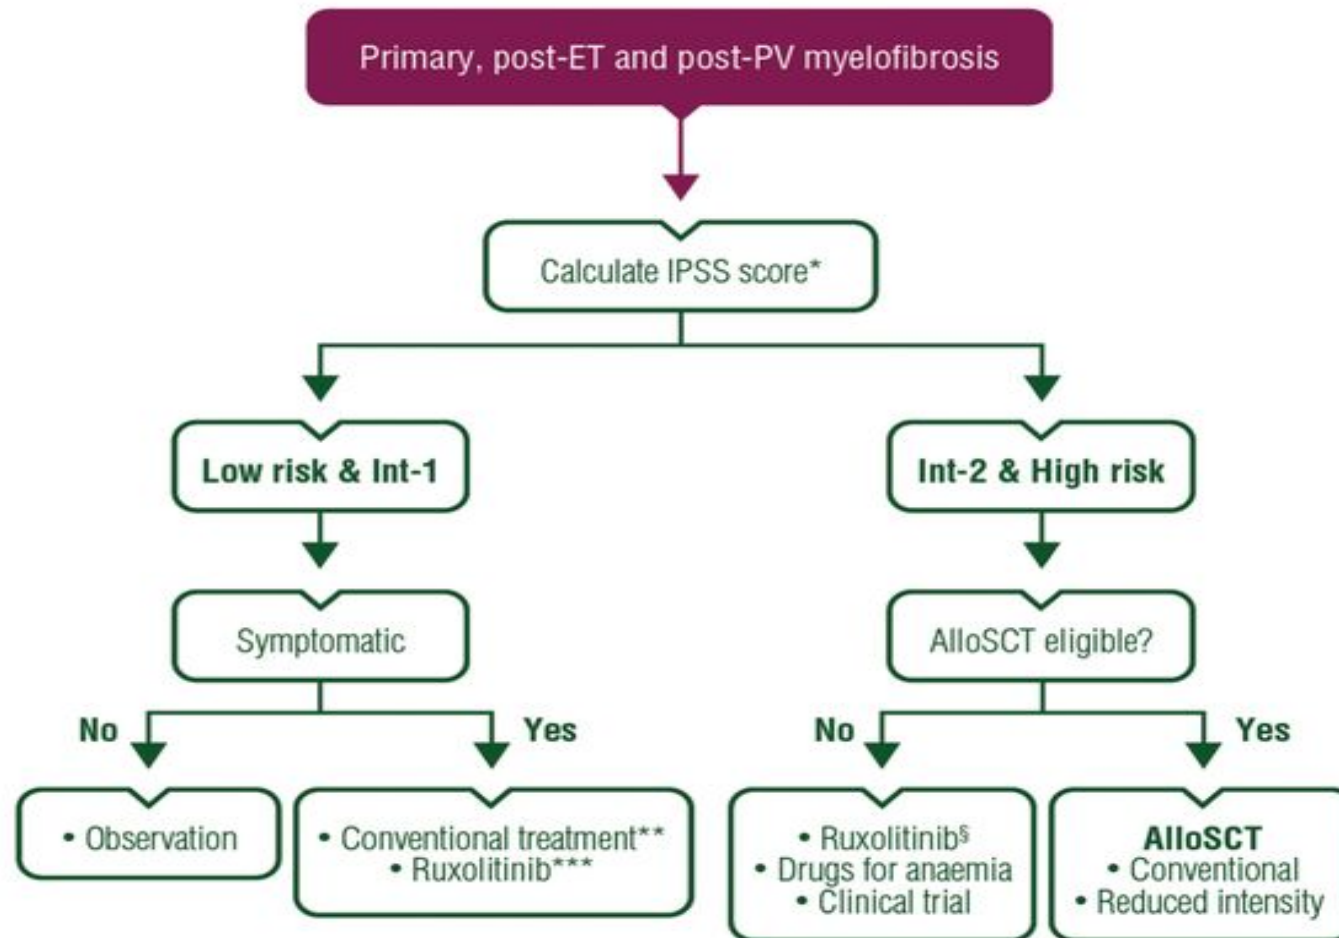 Primary, post-ET and post-PV myelofibrosis
Calculate IPSS score*
Low risk & Int-1
Int-2 & High risk
Symptomatic
AlloSCT eligible?
No
Yes
No
Yes
• Observation
• Conventional treatment**
• Ruxolitinib***
• Ruxolitinib§
• Drugs for anaemia
• Clinical trial
AlloSCT
• Conventional
• Reduced intensity